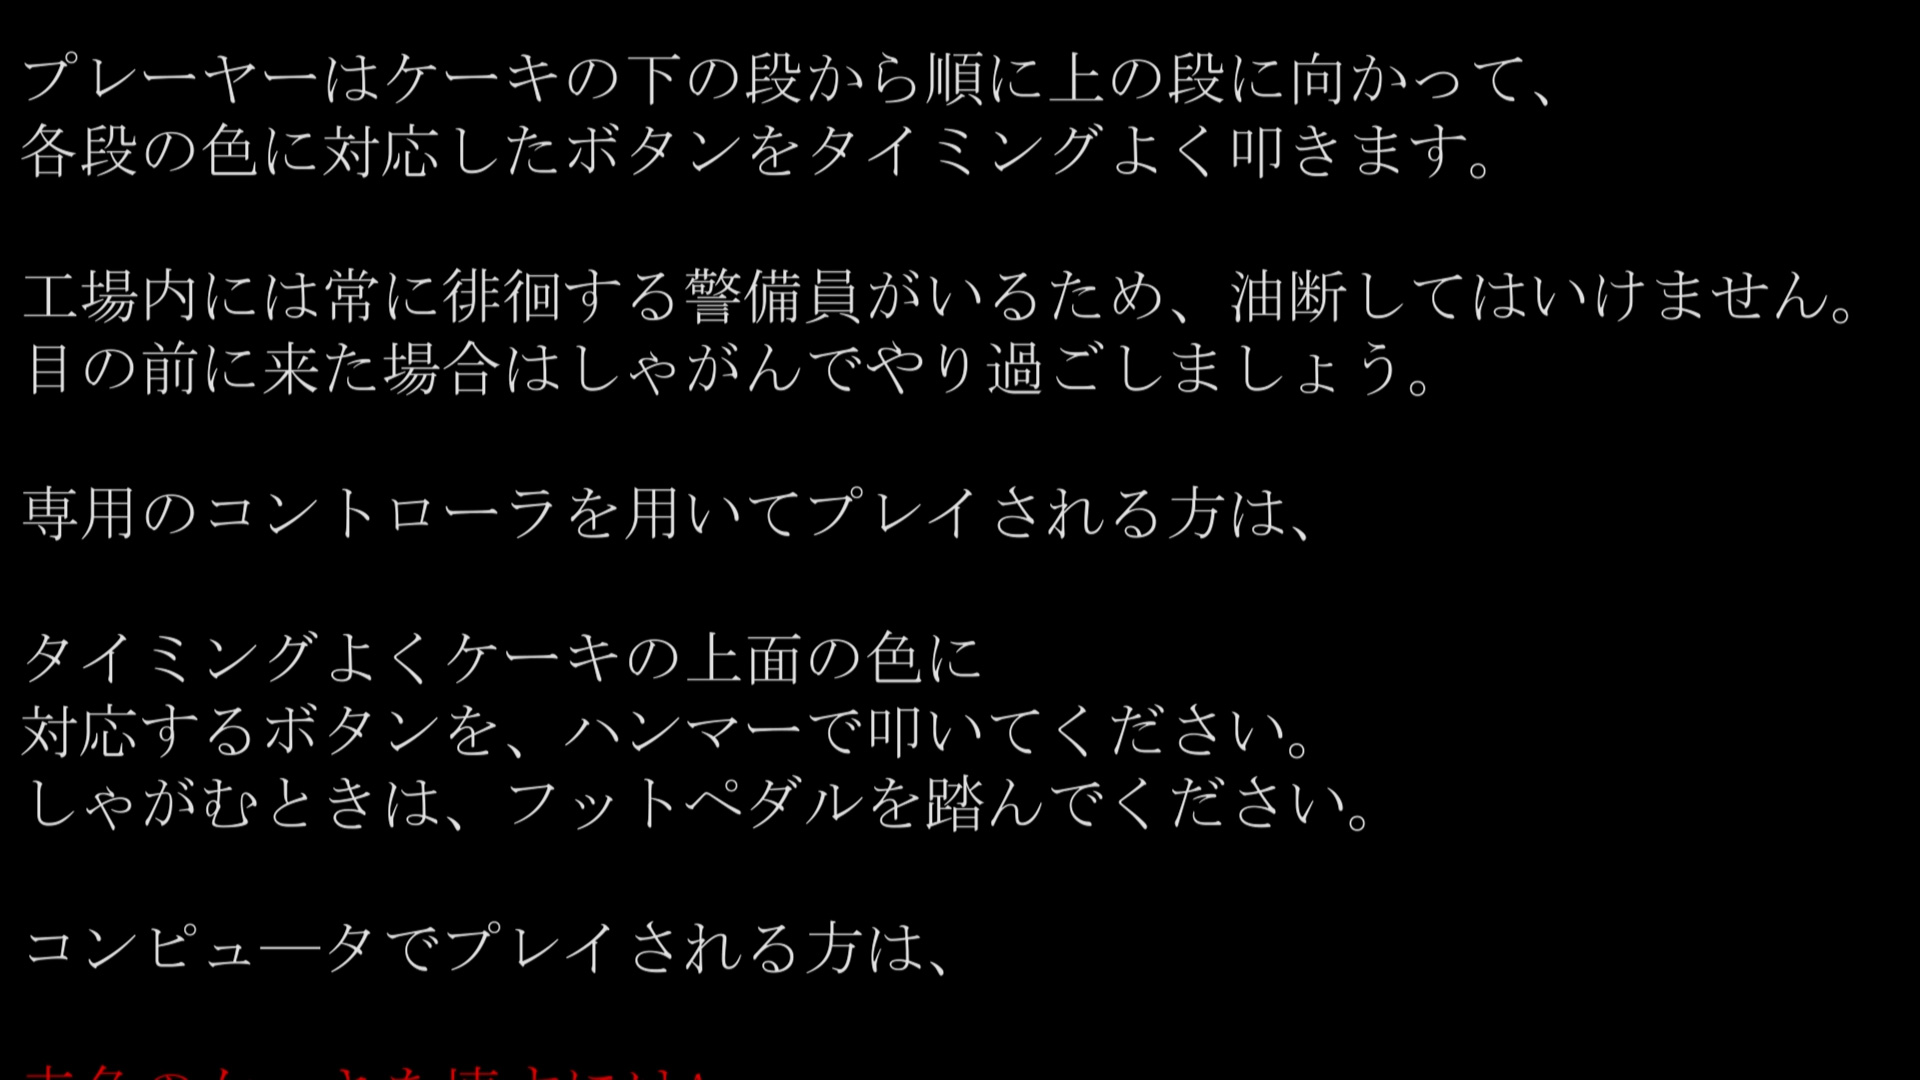 プレーヤーはケーキの下の段から順に上の段に向かって、
各段の色に対応したボタンをタイミングよく叩きます。
工場内には常に徘徊する警備員がいるため、油断してはいけません。
目の前に来た場合はしゃがんでやり過ごしましょう。
専用のコントローラを用いてプレイされる方は、
タイミングよくケーキの上面の色に
対応するボタンを、ハンマーで叩いてください。
しゃがむときは、フットペダルを踏んでください。
コンピュ―タでプレイされる方は、